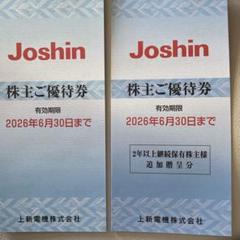 Joshin
株主ご優待券
有効期限
2026年6月30日まで
上新電機株式会社
Joshin
株主ご優待券
有効期限
2026年6月30日まで
2年以上継続保有株主様
追加贈呈分
上新電機株式会社